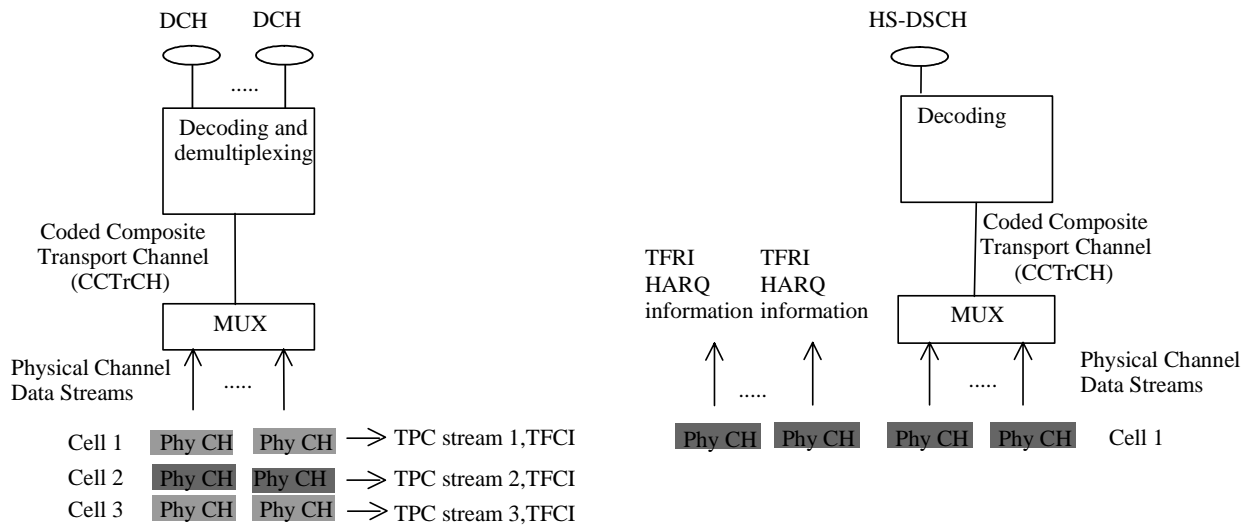 DCH DCH
.....
Decoding and
demultiplexing
Coded Composite
Transport Channel
(CCTrCH)
MUX
Physical Channel
Data Streams
.....
Cell 1 Phy CH Phy CH TPC stream 1,TFCI
Cell 2 Phy CH Phy CH TPC stream 2,TFCI
Cell 3 Phy CH Phy CH TPC stream 3,TFCI
HS-DSCH
Decoding
Coded Composite
Transport Channel
(CCTrCH)
TFRI TFRI
HARQ HARQ
information information
MUX
Physical Channel
Data Streams
..... .....
Phy CH Phy CH Phy CH Phy CH Cell 1